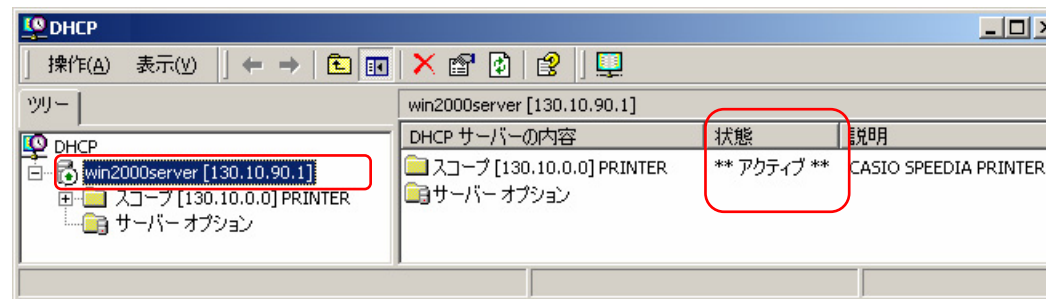 DHCP
操作(A) 表示(V)
ツリー
win2000server [130.10.90.1]
DHCP
win2000server [130.10.90.1]
スコープ [130.10.0.0] PRINTER
サーバー オプション
DHCP サーバーの内容 状態 説明
スコープ [130.10.0.0] PRINTER ** アクティブ ** CASIO SPEEDIA PRINTER
サーバー オプション